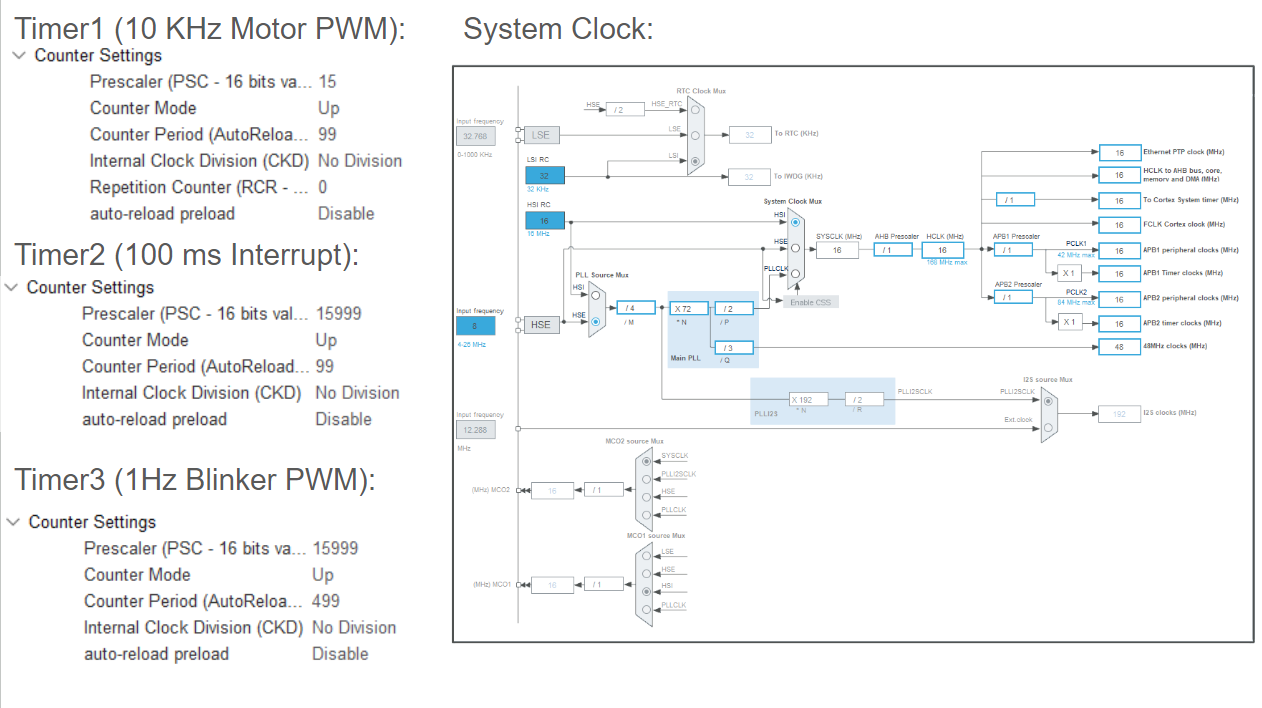 Timer1 (10 KHz Motor PWM):
Counter Settings
Prescaler (PSC - 16 bits va... 15
Counter Mode Up
Counter Period (AutoReloa... 99
Internal Clock Division (CKD) No Division
Repetition Counter (RCR - ... 0
auto-reload preload Disable
Timer2 (100 ms Interrupt):
Counter Settings
Prescaler (PSC - 16 bits val... 15999
Counter Mode Up
Counter Period (AutoReload... 99
Internal Clock Division (CKD) No Division
auto-reload preload Disable
Timer3 (1Hz Blinker PWM):
Counter Settings
Prescaler (PSC - 16 bits va... 15999
Counter Mode Up
Counter Period (AutoReloa... 499
Internal Clock Division (CKD) No Division
auto-reload preload Disable
System Clock:
RTC Clock Mux
HSE / 2 HSE_RTC
Input frequency
32.768 LSE LSE 32 To RTC (KHz)
0-1000 KHz
LSI RC LSI
32 32 To IWDG (KHz)
32 KHz
HSI RC
16
16 MHz
System Clock Mux
HSI
HSE
PLLCLK
SYSCLK (MHz) AHB Prescaler HCLK (MHz)
16 / 1 16
168 MHz max
Enable CSS
16 Ethernet PTP clock (MHz)
16 HCLK to AHB bus, core,
memory and DMA (MHz)
/ 1 16 To Cortex System timer (MHz)
16 FCLK Cortex clock (MHz)
APB1 Prescaler PCLK1
/ 1 16 APB1 peripheral clocks (MHz)
42 MHz max
X 1 16 APB1 Timer clocks (MHz)
APB2 Prescaler PCLK2
/ 1 16 APB2 peripheral clocks (MHz)
84 MHz max
X 1 16 APB2 timer clocks (MHz)
48 48MHz clocks (MHz)
PLL Source Mux
HSI
HSE
Input frequency
8 HSE
4-26 MHz
/ 4 X 72 / 2
/ M * N / P
/ 3
Main PLL / Q
X 192 / 2 PLLI2SCLK
PLLI2S * N / R
I2S source Mux
PLLI2SCLK
Ext.clock
192 I2S clocks (MHz)
Input frequency
12.288
MHz
MCO2 source Mux
SYSCLK
PLLI2SCLK
HSE
PLLCLK
(MHz) MCO2 16 / 1
MCO1 source Mux
LSE
HSE
HSI
PLLCLK
(MHz) MCO1 16 / 1